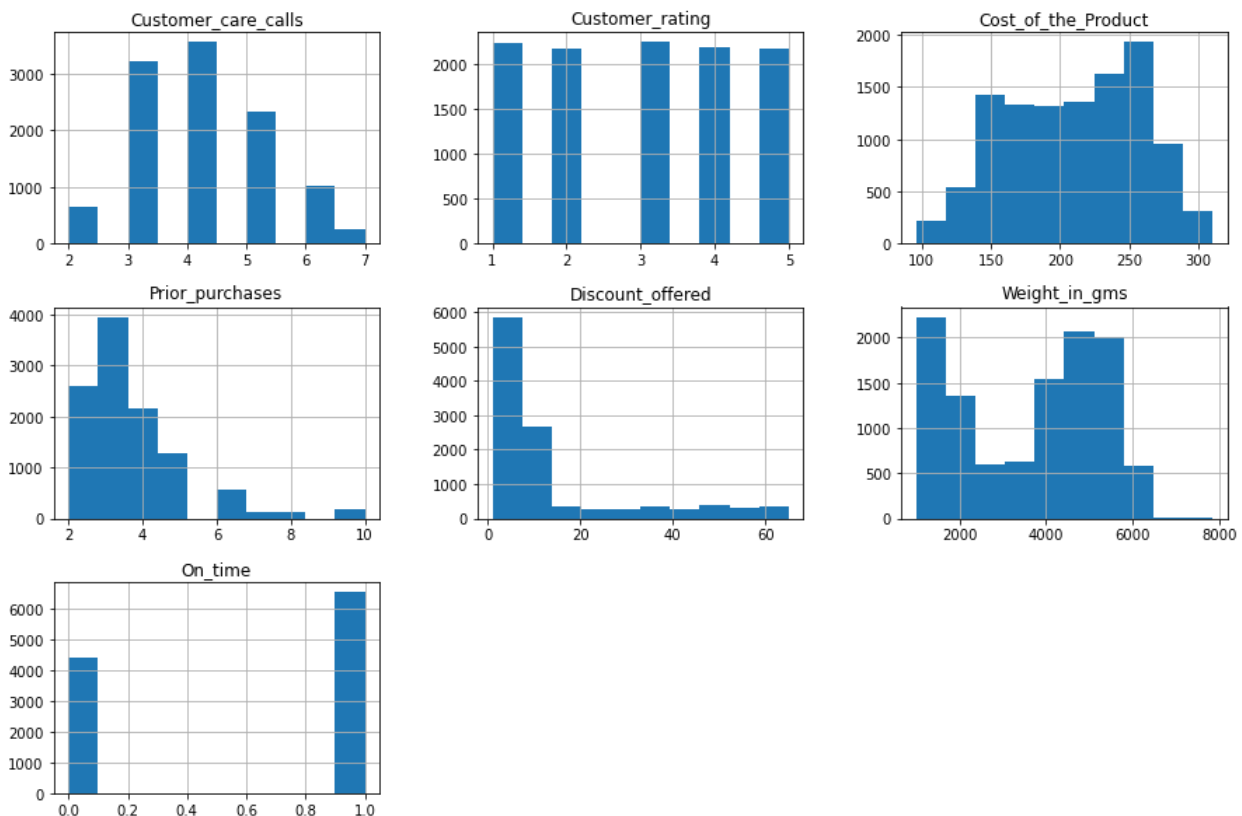 Customer_care_calls
3000
2000
1000
0
2 3 4 5 6 7
Customer_rating
2000
1500
1000
500
0
1 2 3 4 5
Cost_of_the_Product
2000
1500
1000
500
0
100 150 200 250 300
Prior_purchases
4000
3000
2000
1000
0
2 4 6 8 10
Discount_offered
6000
5000
4000
3000
2000
1000
0
0 20 40 60
Weight_in_gms
2000
1500
1000
500
0
2000 4000 6000 8000
On_time
6000
5000
4000
3000
2000
1000
0
0.0 0.2 0.4 0.6 0.8 1.0